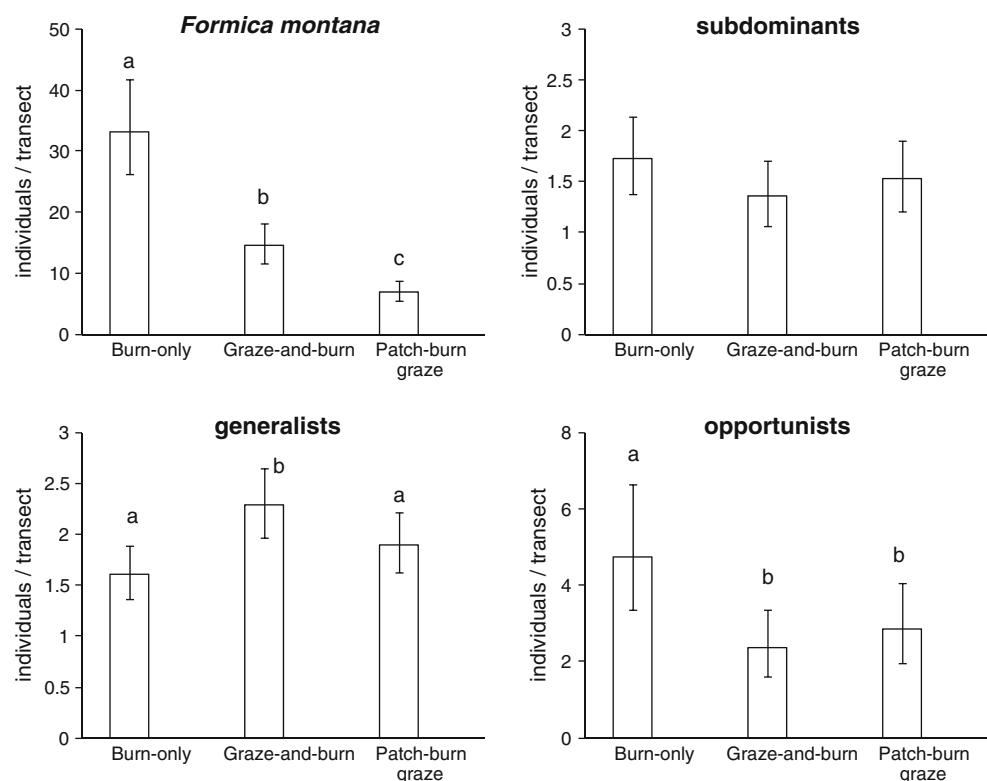 Formica montana
individuals / transect
50
40
30
20
10
0
a
b
c
Burn-only
Graze-and-burn
Patch-burn
graze
subdominants
individuals / transect
3
2.5
2
1.5
1
0.5
0
Burn-only
Graze-and-burn
Patch-burn
graze
generalists
individuals / transect
3
2.5
2
1.5
1
0.5
0
a
b
a
Burn-only
Graze-and-burn
Patch-burn
graze
opportunists
individuals / transect
8
6
4
2
0
a
b
b
Burn-only
Graze-and-burn
Patch-burn
graze